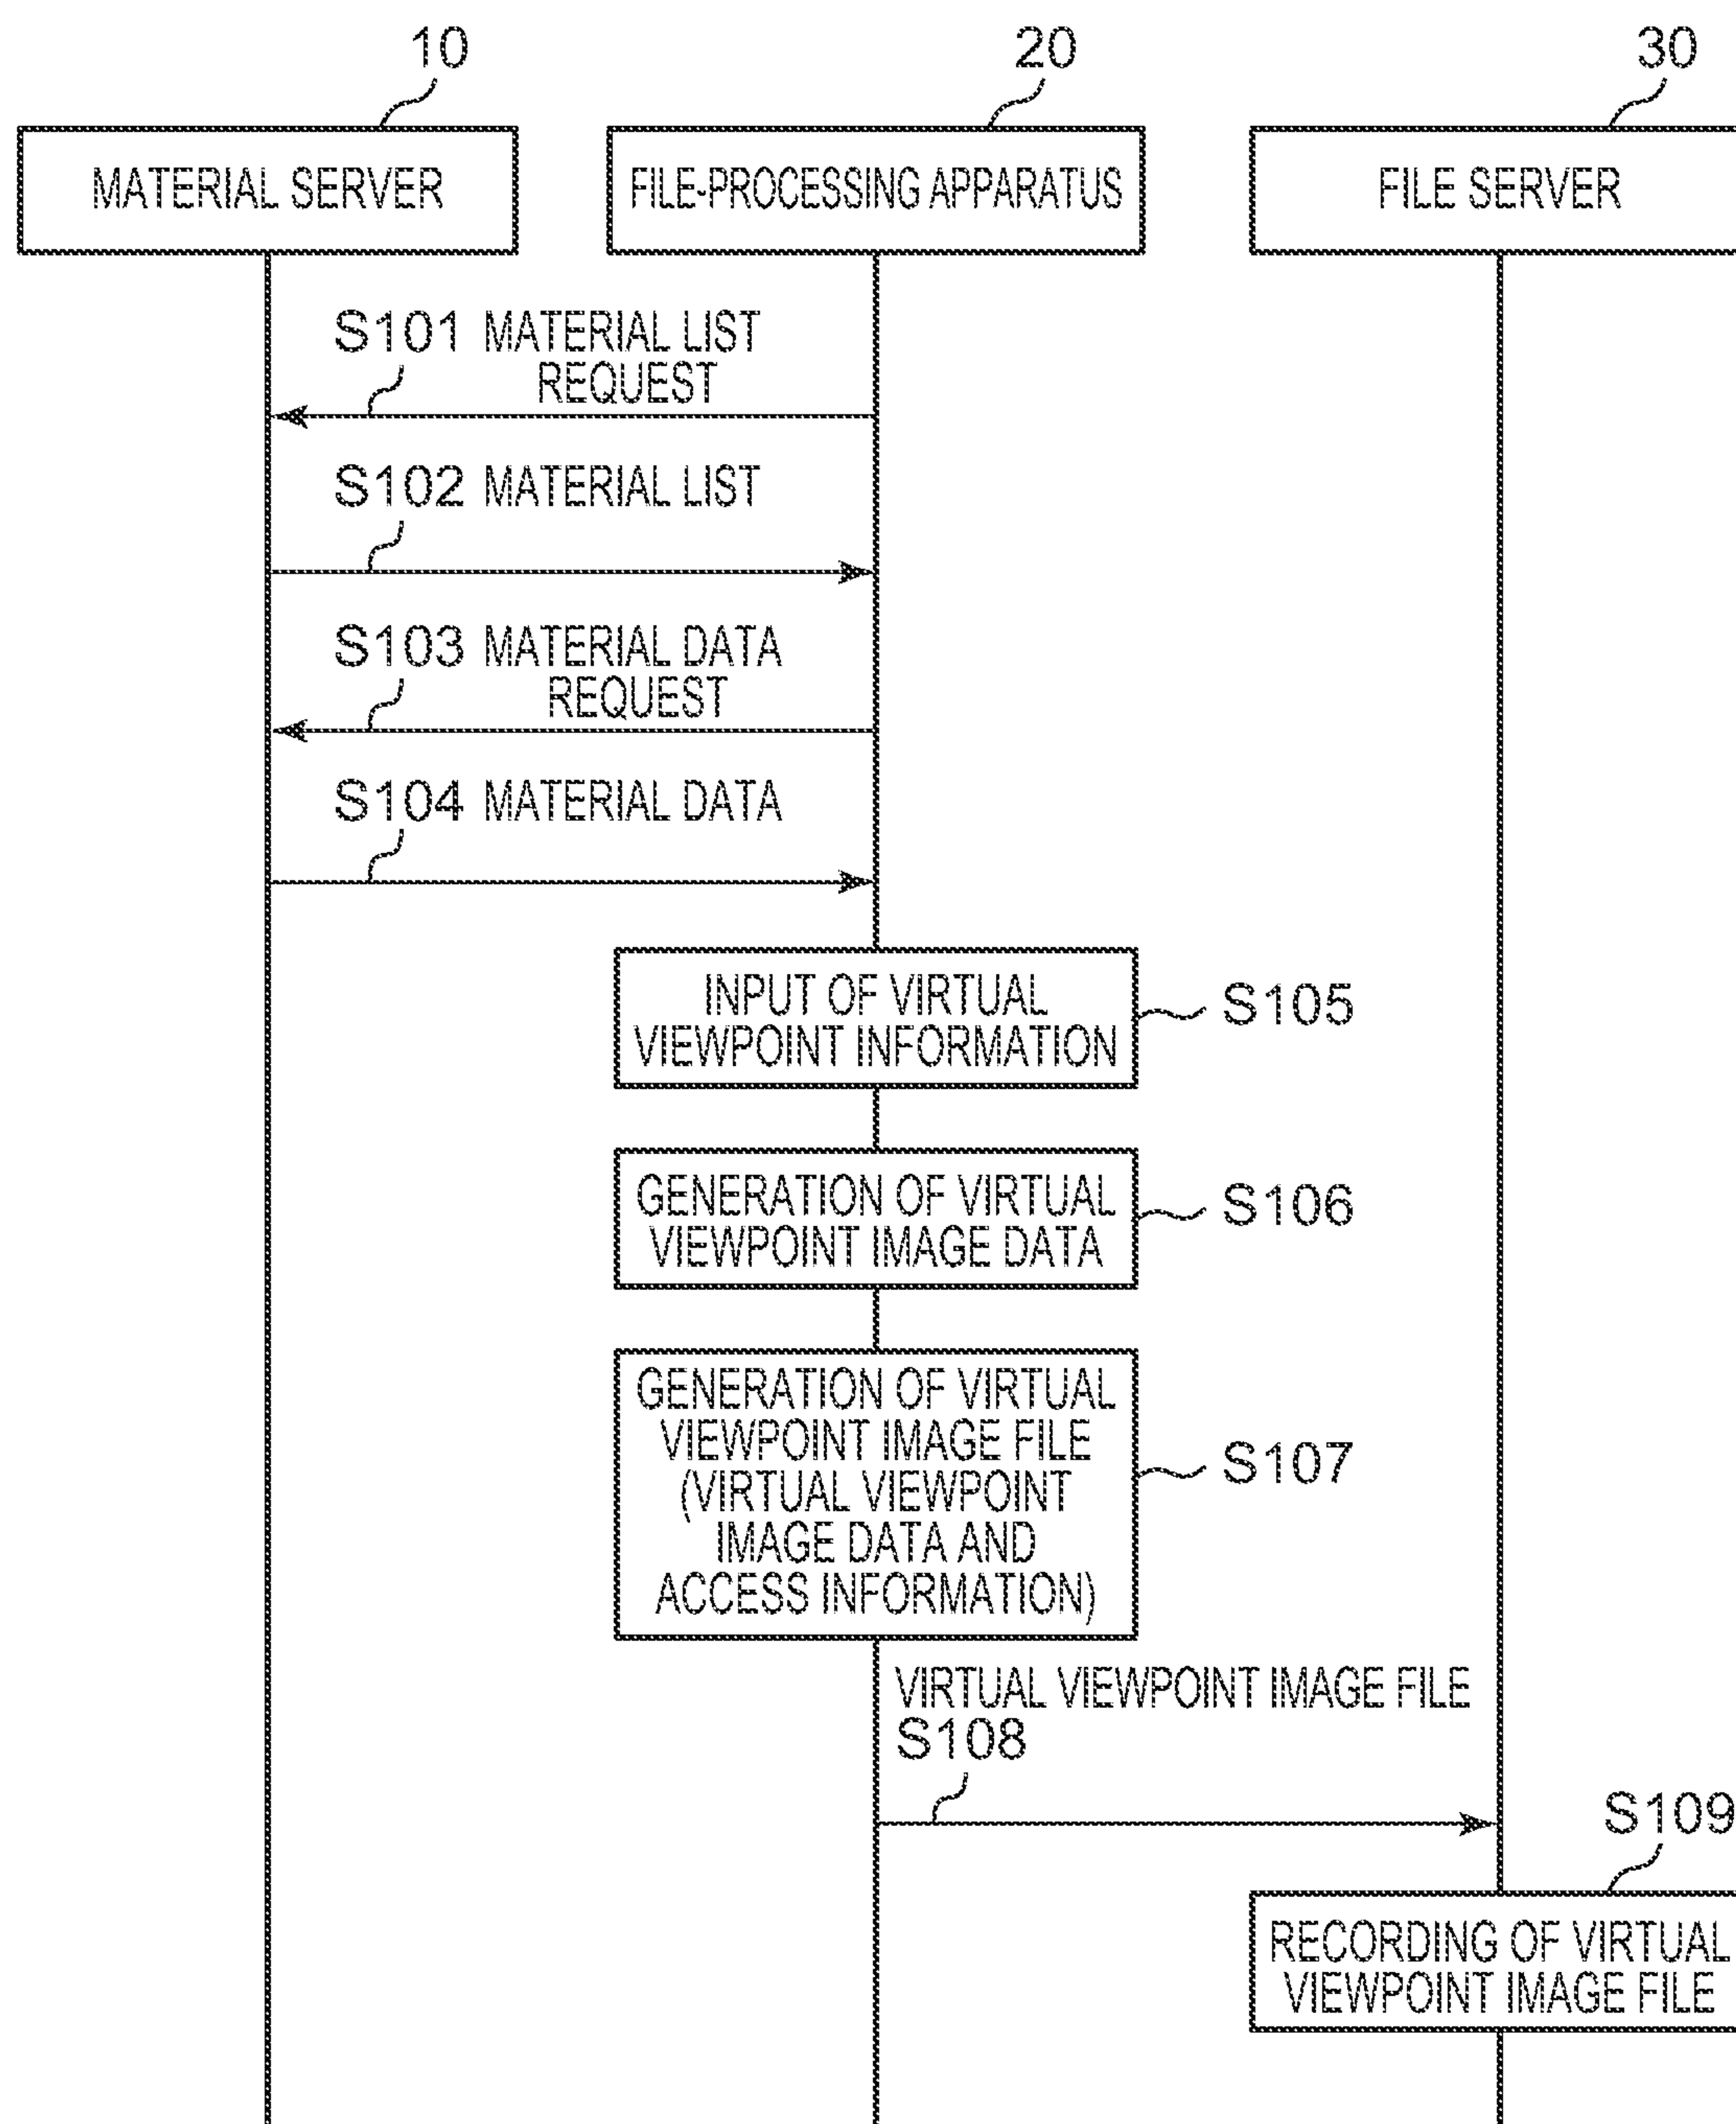 10
20
30
MATERIAL SERVER
FILE-PROCESSING APPARATUS
FILE SERVER
S101 MATERIAL LIST
REQUEST
S102 MATERIAL LIST
S103 MATERIAL DATA
REQUEST
S104 MATERIAL DATA
INPUT OF VIRTUAL
VIEWPOINT INFORMATION
S105
GENERATION OF VIRTUAL
VIEWPOINT IMAGE DATA
S106
GENERATION OF VIRTUAL
VIEWPOINT IMAGE FILE
(VIRTUAL VIEWPOINT
IMAGE DATA AND
ACCESS INFORMATION)
S107
VIRTUAL VIEWPOINT IMAGE FILE
S108
S109
RECORDING OF VIRTUAL
VIEWPOINT IMAGE FILE